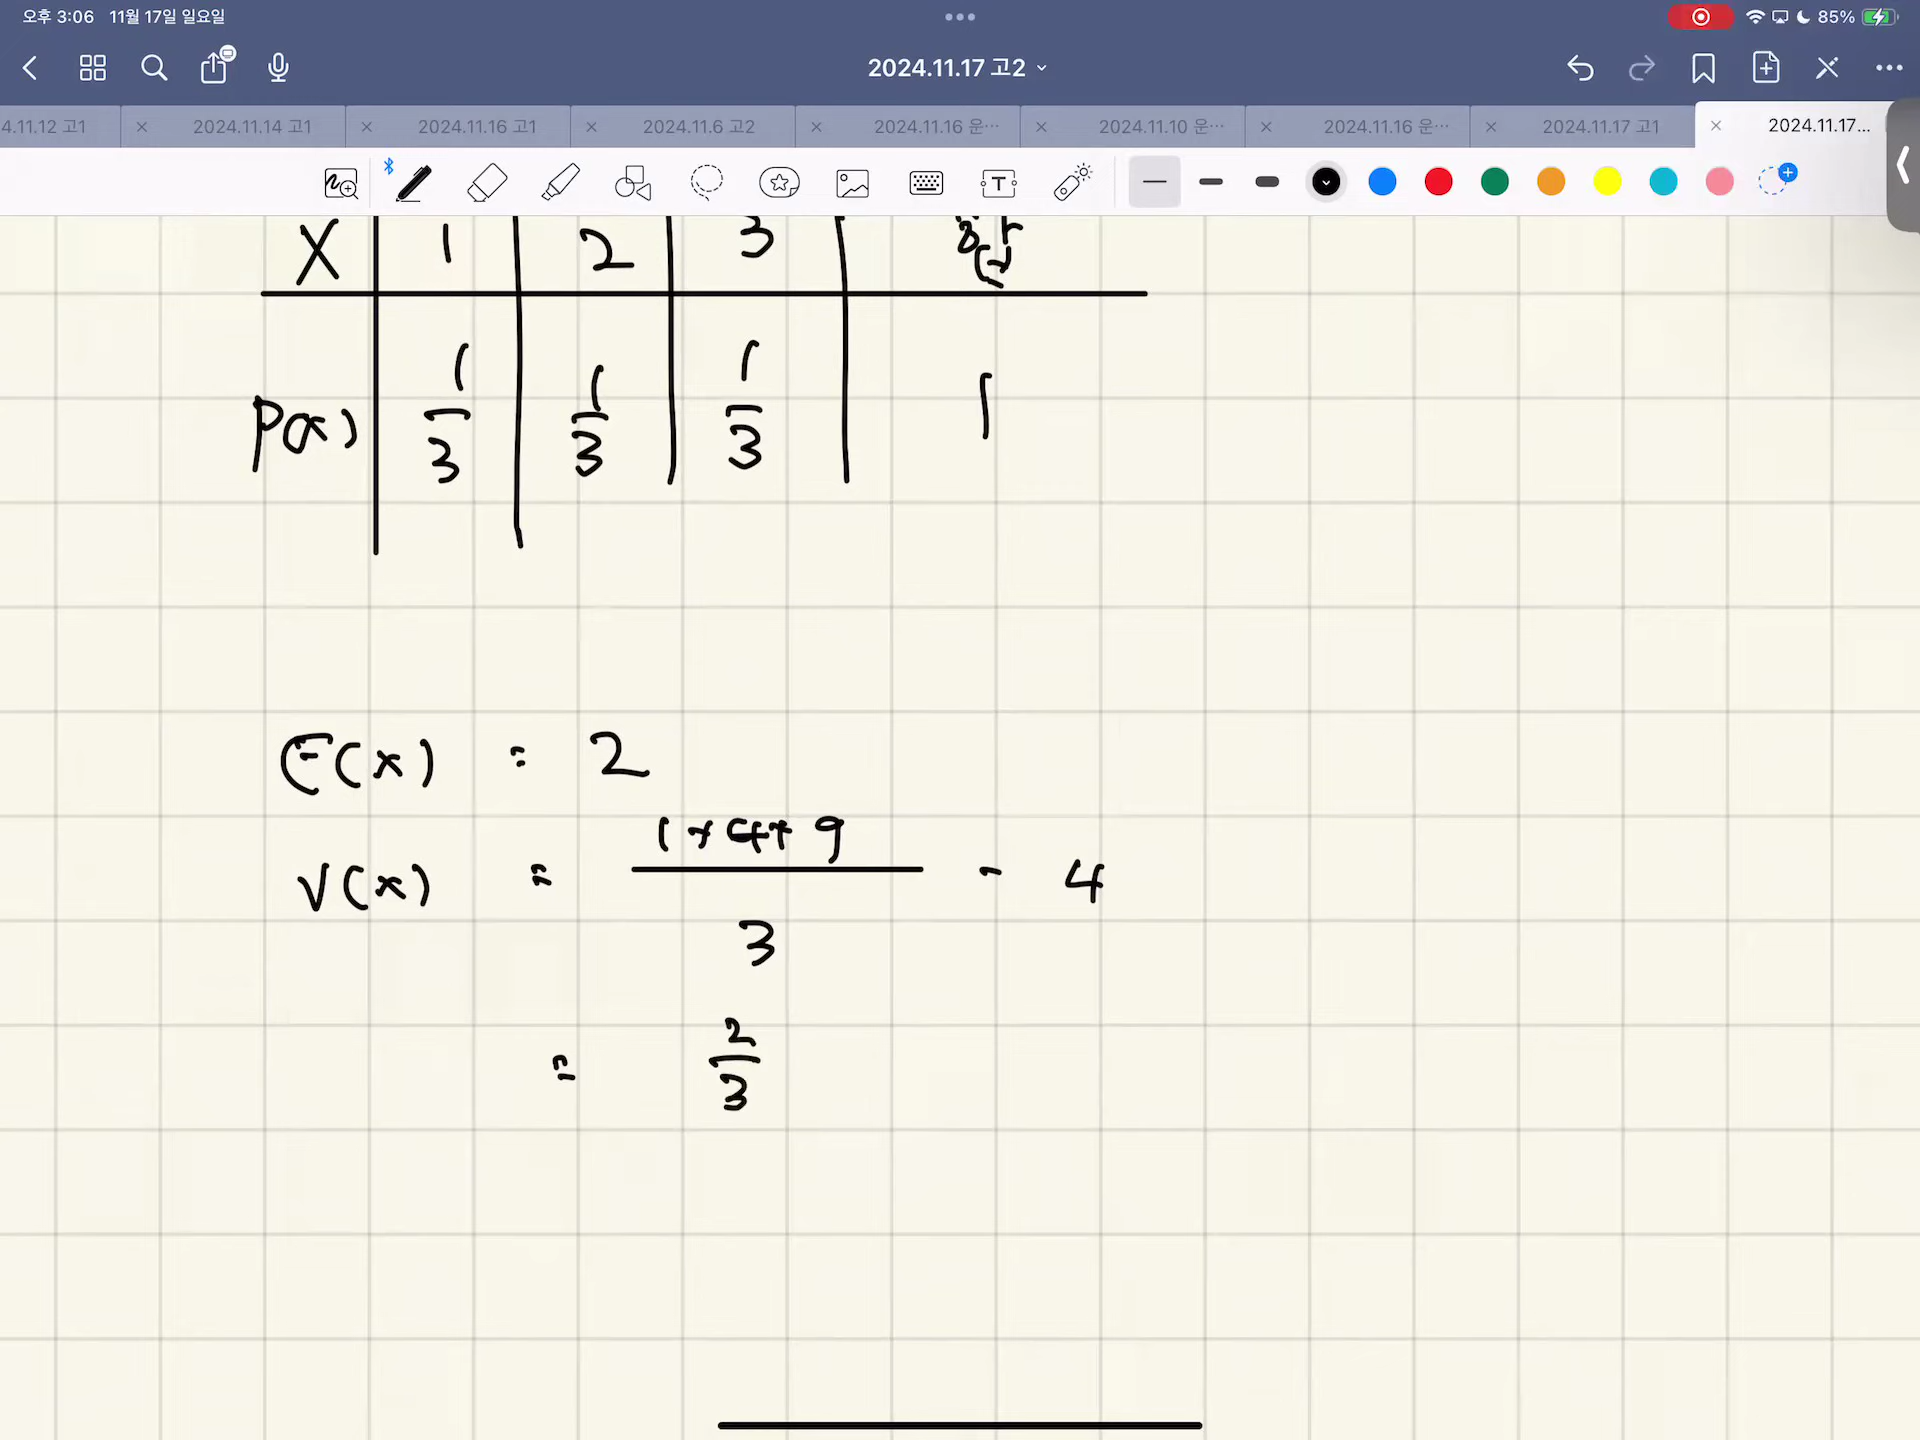 오후 3:06 11월 17일 일요일
85%
2024.11.17 고2
4.11.12 고1
2024.11.14 고1
2024.11.16 고1
2024.11.6 고2
2024.11.16 운…
2024.11.10 운…
2024.11.16 운…
2024.11.17 고1
2024.11.17...
T
X 1 2 3 합
P(x) 1/3 1/3 1/3 1
E(x) = 2
V(x) = 1+4+9/3 - 4
= 2/3